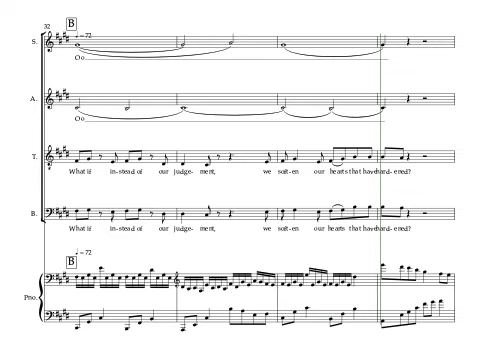 B
32
♩ = 72
S.
Oo
A.
Oo
T.
What if in-stead of our judge-ment, we soft-en our hearts that have hard-ened?
B.
What if in-stead of our judge-ment, we soft-en our hearts that have hard-ened?
B
♩ = 72
Pno.